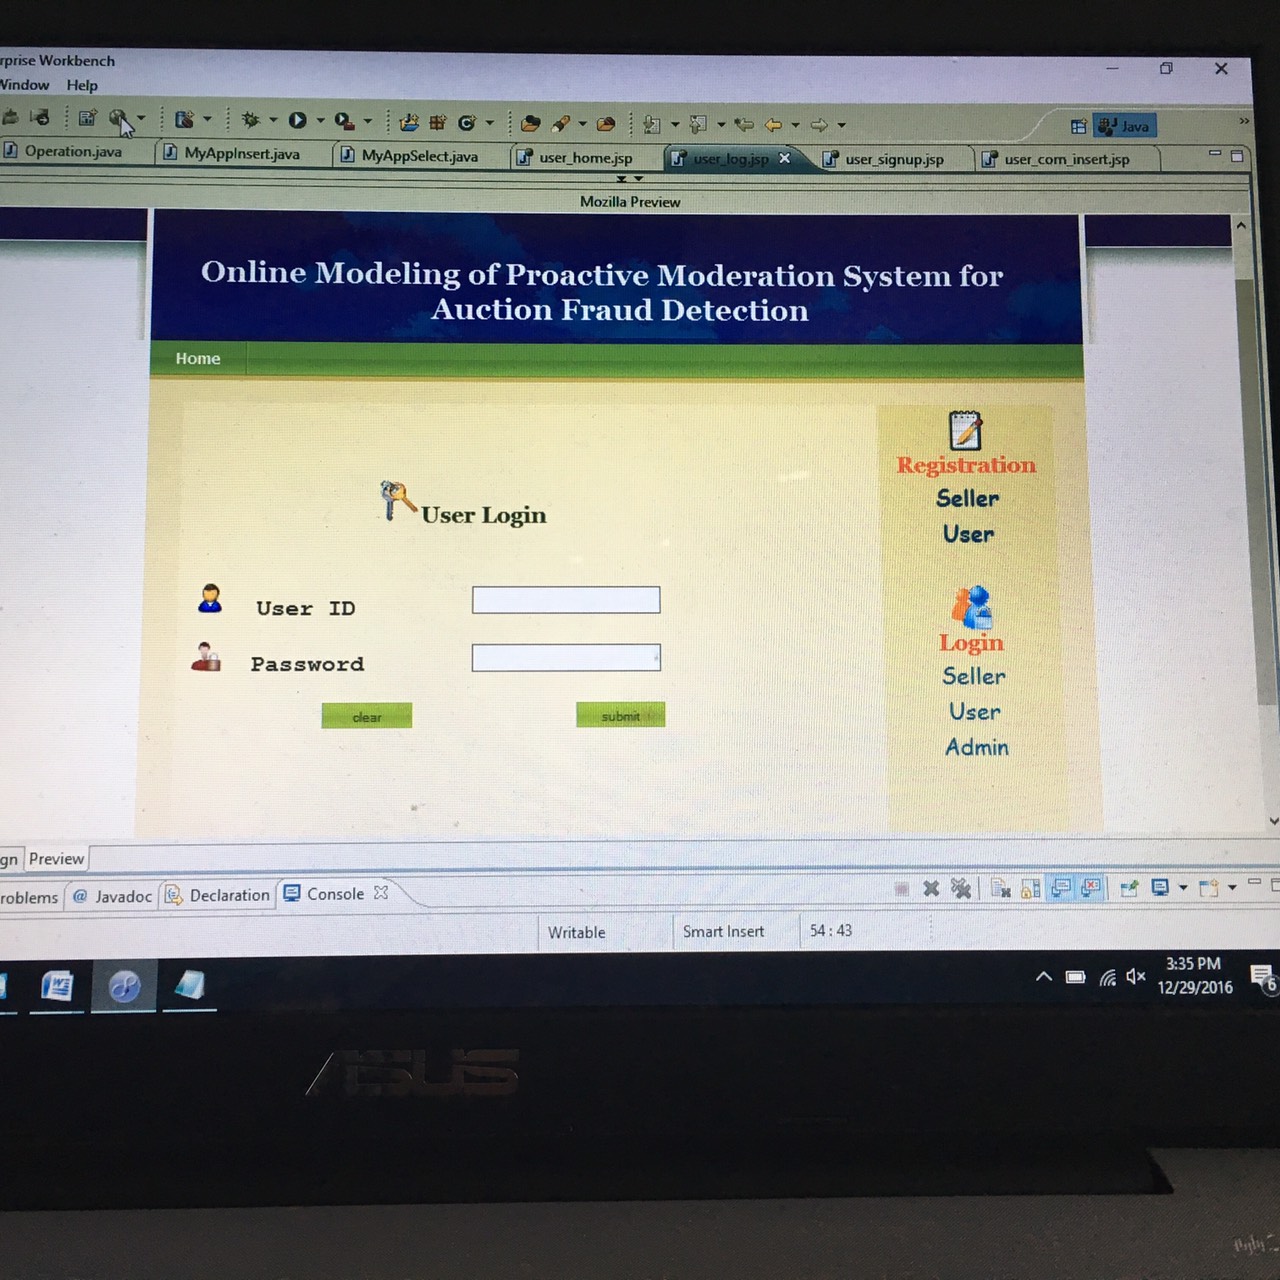 rprise Workbench
Window Help
Java
Operation.java MyAppInsert.java MyAppSelect.java user_home.jsp user_log.jsp user_signup.jsp user_com_insert.jsp
Mozilla Preview
Online Modeling of Proactive Moderation System for
Auction Fraud Detection
Home
Registration
Seller
User
User Login
User ID
Password
clear submit
Login
Seller
User
Admin
gn Preview
roblems @ Javadoc Declaration Console
Writable Smart Insert 54 : 43
3:35 PM
12/29/2016
6
ASUS